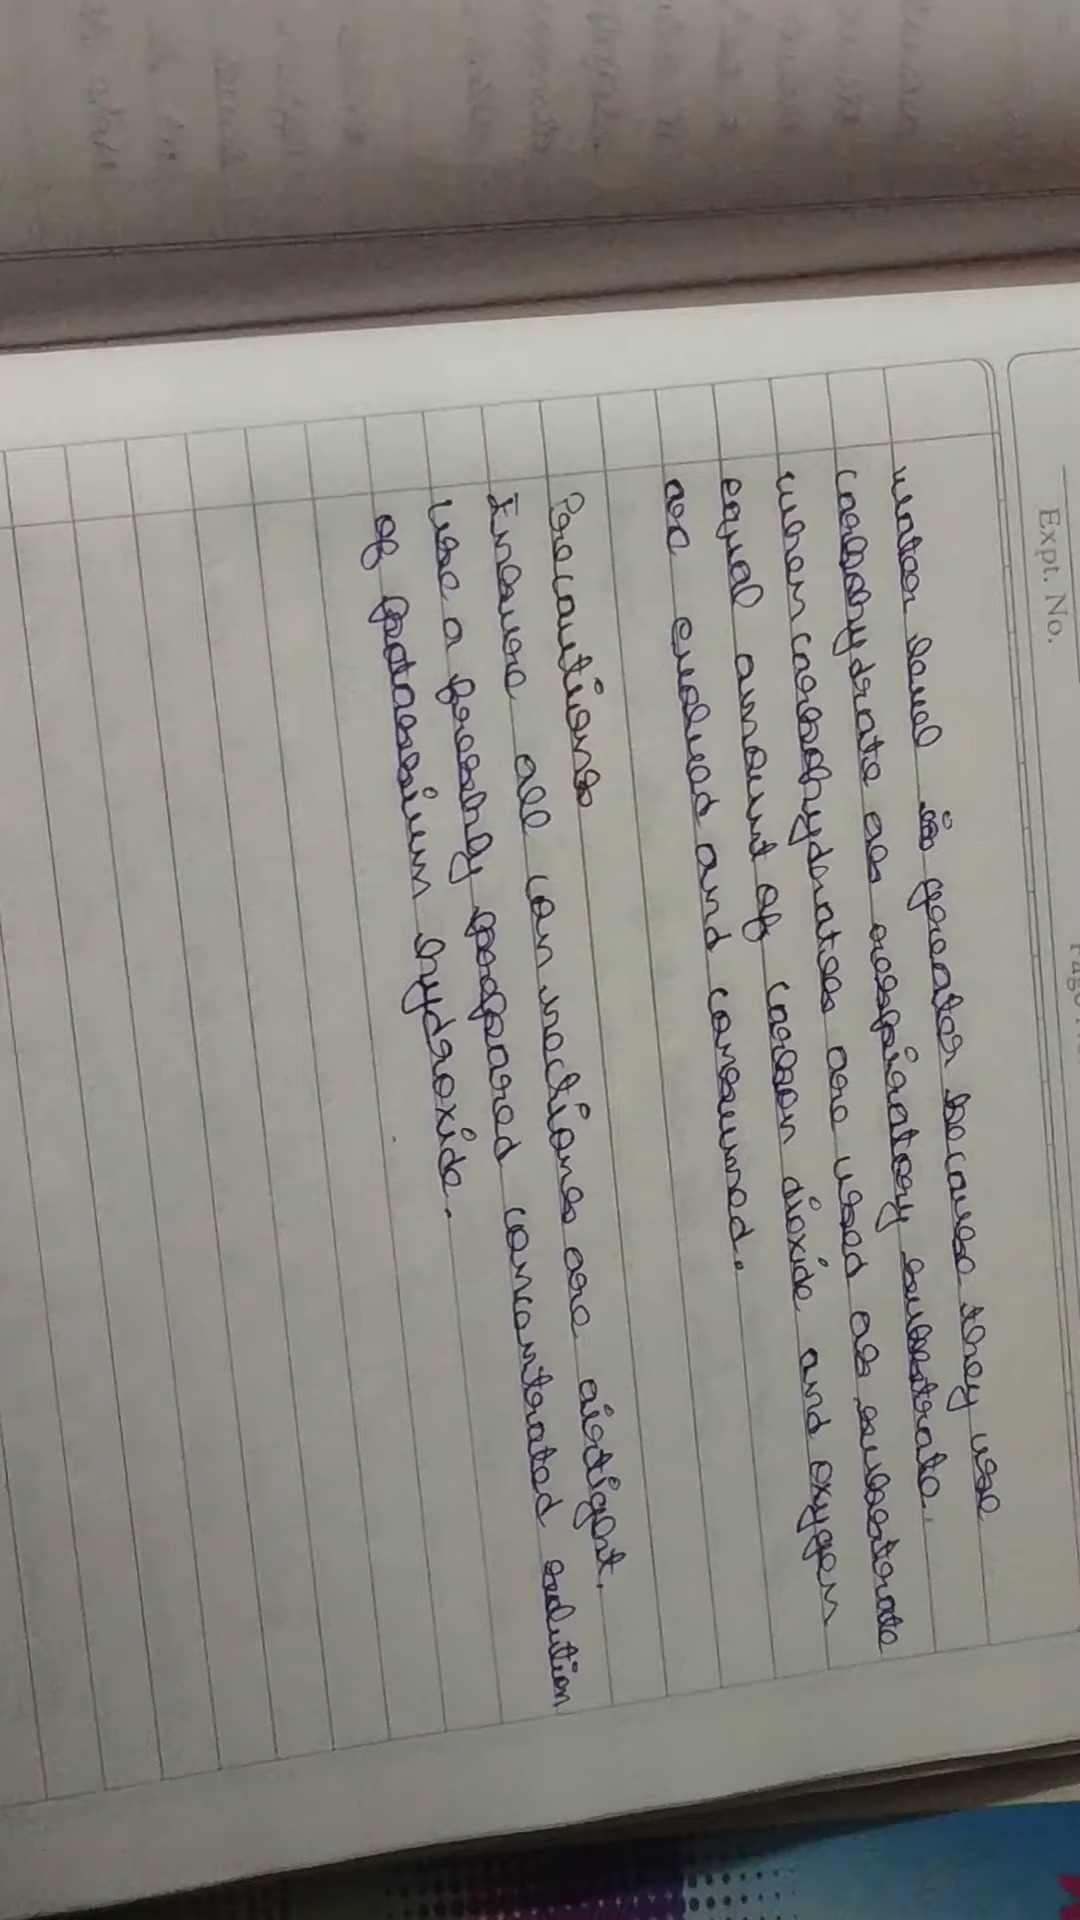 Expt. No.
water level is greater because they use
carbohydrate as respiratory substrate.
when carbohydrates are used as substrate
equal amount of carbon dioxide and oxygen
are evolved and consumed.
Precautions
Ensure all connections are airtight.
use a freshly prepared concentrated solution
of potassium hydroxide.